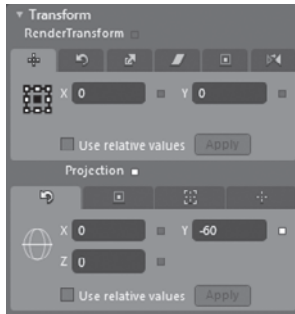 Transform
RenderTransform
X 0 Y 0
Use relative values Apply
Projection
X 0 Y -60
Z 0
Use relative values Apply